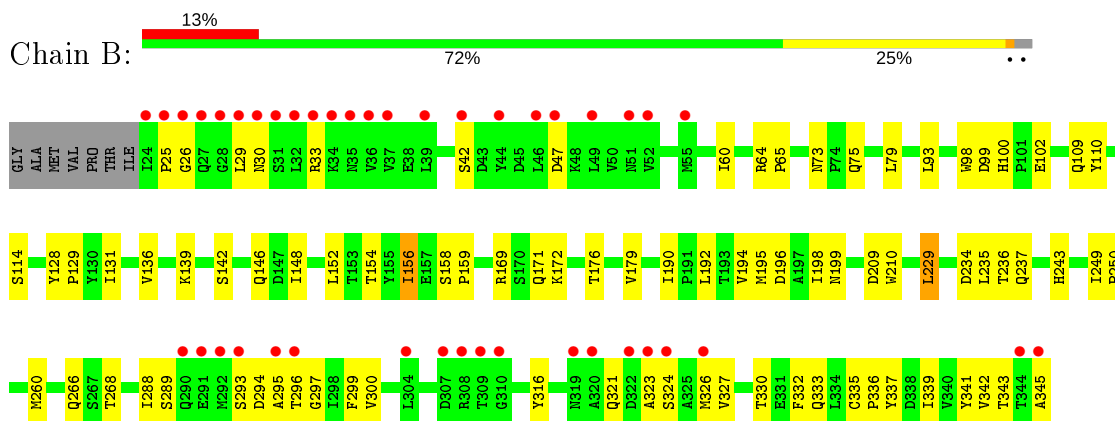 13%
Chain B:
72% 25% • •
GLY ALA MET VAL PRO THR ILE I24 P25 G26 Q27 G28 L29 N30 S31 L32 R33 K34 N35 V36 V37 E38 L39 S42 D43 Y44 D45 L46 D47 K48 L49 V50 N51 V52 M55 I60 R64 P65 N73 P74 Q75 L79 L93 W98 D99 H100 P101 E102 Q109 Y110
S114 Y128 P129 Y130 I131 V136 K139 S142 Q146 D147 I148 L152 T153 T154 Y155 I156 E157 S158 P159 R169 S170 Q171 K172 T176 V179 I190 P191 L192 T193 V194 M195 D196 A197 I198 N199 D209 W210 L229 D234 L235 T236 Q237 H243 I249
M260 Q266 S267 T268 I288 S289 Q290 E291 M292 S293 D294 A295 T296 G297 I298 F299 V300 L304 D307 R308 T309 G310 Y316 N319 A320 Q321 D322 A323 S324 A325 M326 V327 T330 E331 F332 Q333 L334 C335 P336 Y337 D338 I339 V340 Y341 V342 T343 T344 A345